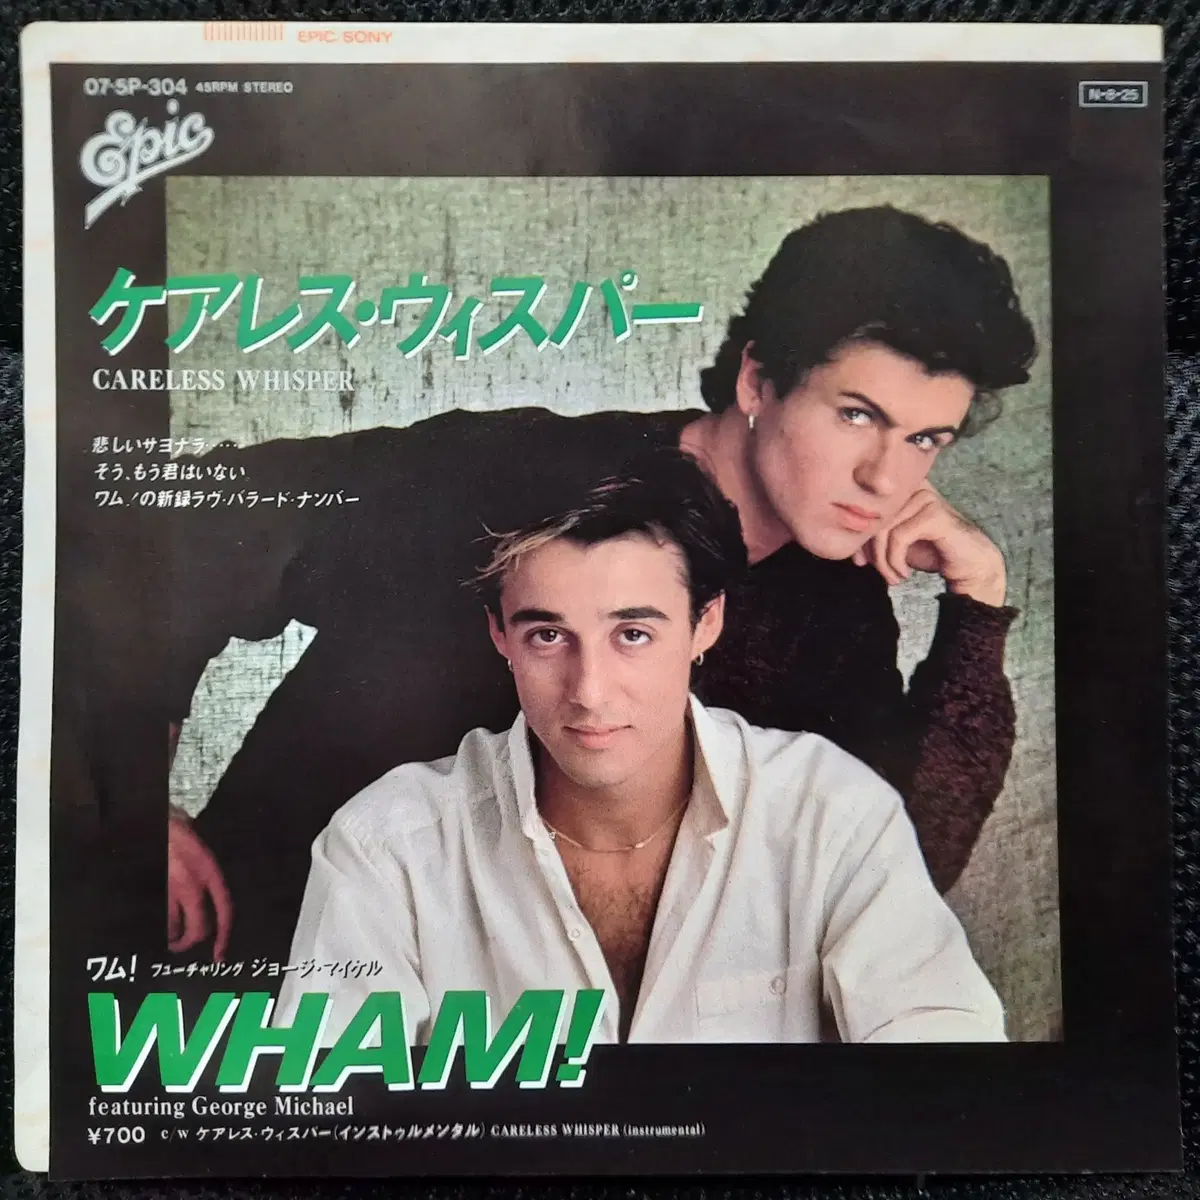 EPIC/SONY
07·5P-304 45RPM STEREO
N-8-25
Epic
ケアレス・ウィスパー
CARELESS WHISPER
悲しいサヨナラ……
そう、もう君はいない。
ワム!の新録ラヴ・バラード・ナンバー
ワム! フューチャリング ジョージ・マイケル
WHAM!
featuring George Michael
¥700 c/w ケアレス・ウィスパー(インストゥルメンタル) CARELESS WHISPER (instrumental)